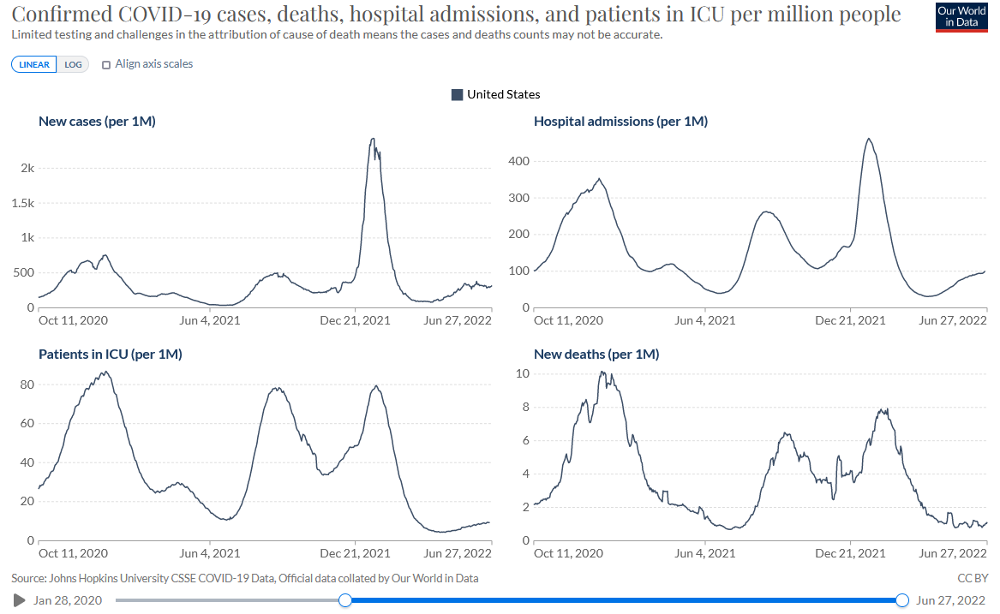 Confirmed COVID-19 cases, deaths, hospital admissions, and patients in ICU per million people
Our World
in Data
Limited testing and challenges in the attribution of cause of death means the cases and deaths counts may not be accurate.
LINEAR LOG Align axis scales
United States
New cases (per 1M)
2k
1.5k
1k
500
0
Oct 11, 2020 Jun 4, 2021 Dec 21, 2021 Jun 27, 2022
Hospital admissions (per 1M)
400
300
200
100
0
Oct 11, 2020 Jun 4, 2021 Dec 21, 2021 Jun 27, 2022
Patients in ICU (per 1M)
80
60
40
20
0
Oct 11, 2020 Jun 4, 2021 Dec 21, 2021 Jun 27, 2022
New deaths (per 1M)
10
8
6
4
2
0
Oct 11, 2020 Jun 4, 2021 Dec 21, 2021 Jun 27, 2022
Source: Johns Hopkins University CSSE COVID-19 Data, Official data collated by Our World in Data
CC BY
Jan 28, 2020 Jun 27, 2022